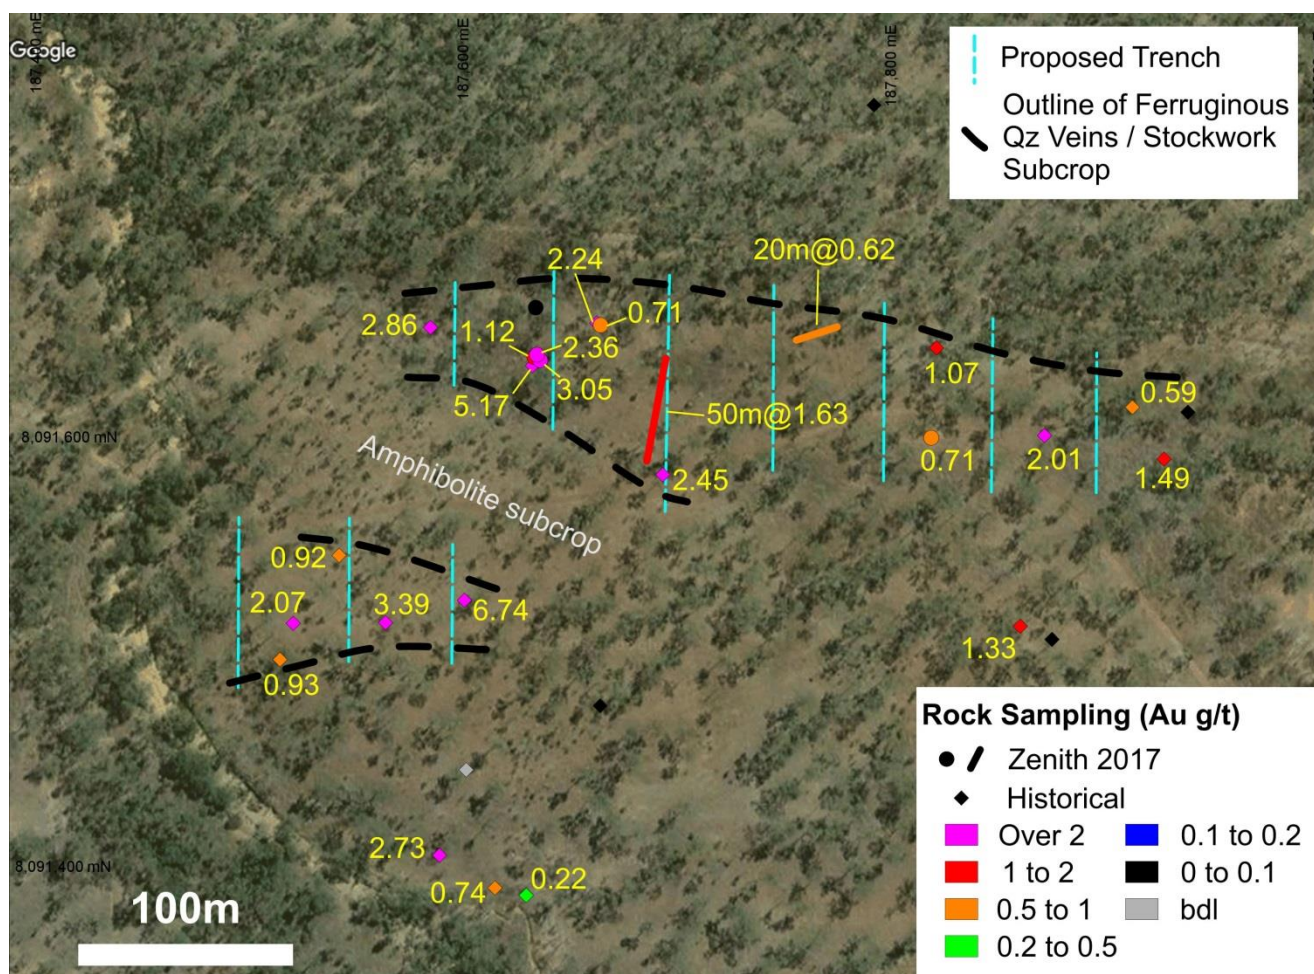 Google
187,400 mE
187,600 mE
187,800 mE
Proposed Trench
Outline of Ferruginous
Qz Veins / Stockwork
Subcrop
20m@0.62
2.24
0.71
2.86
1.12
2.36
5.17
3.05
1.07
0.59
50m@1.63
8,091,600 mN
0.71
2.01
1.49
2.45
Amphibolite subcrop
0.92
2.07
3.39
6.74
0.93
1.33
Rock Sampling (Au g/t)
Zenith 2017
Historical
Over 2
0.1 to 0.2
1 to 2
0 to 0.1
0.5 to 1
bdl
0.2 to 0.5
2.73
0.74
0.22
8,091,400 mN
100m